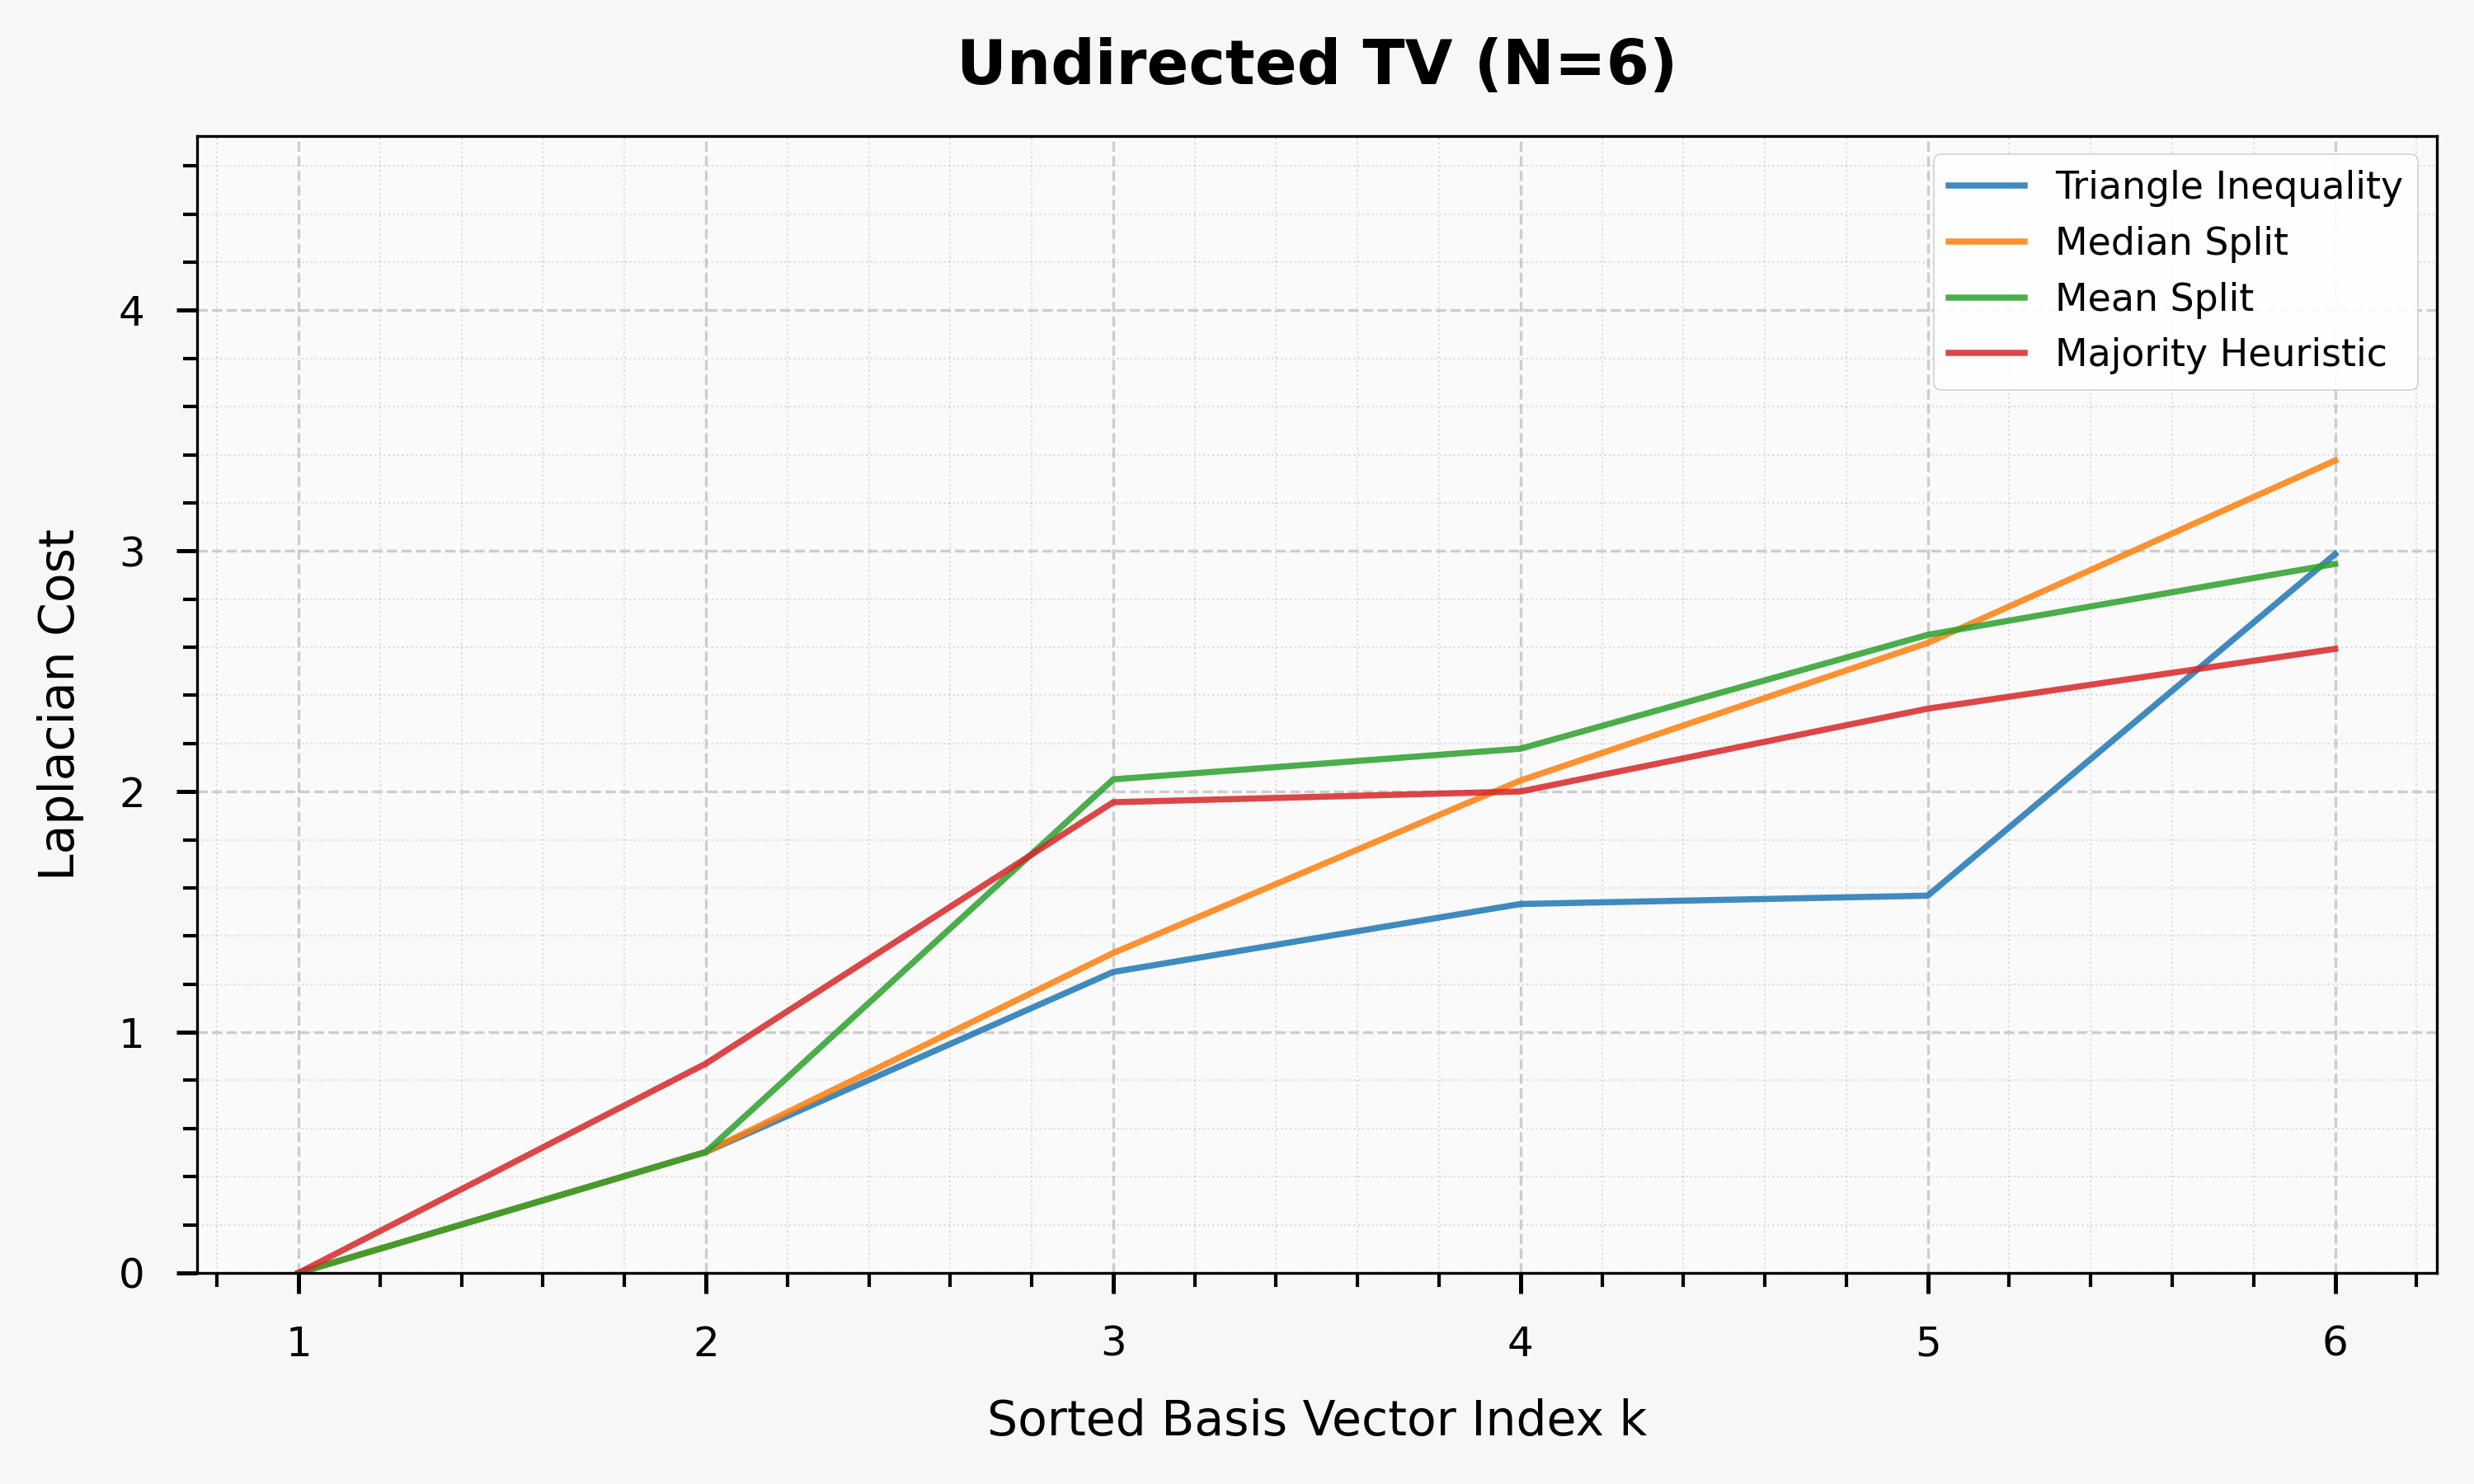 Undirected TV (N=6)
Triangle Inequality
Median Split
Mean Split
Majority Heuristic
Laplacian Cost
4
3
2
1
0
1 2 3 4 5 6
Sorted Basis Vector Index k